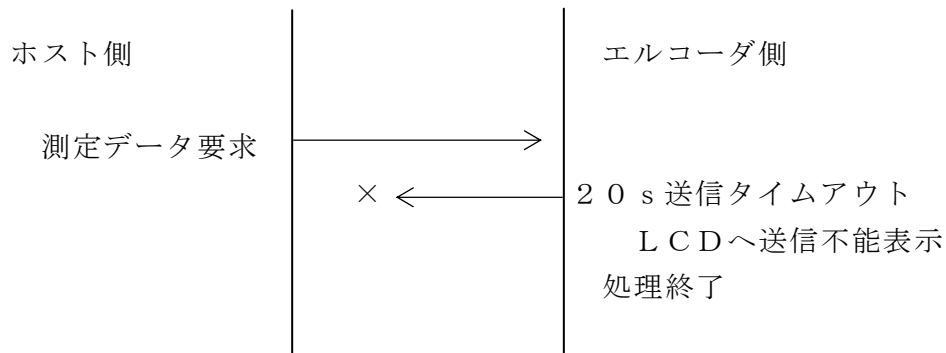 ホスト側
エルコーダ側
測定データ要求
×
20s送信タイムアウト
LCDへ送信不能表示
処理終了